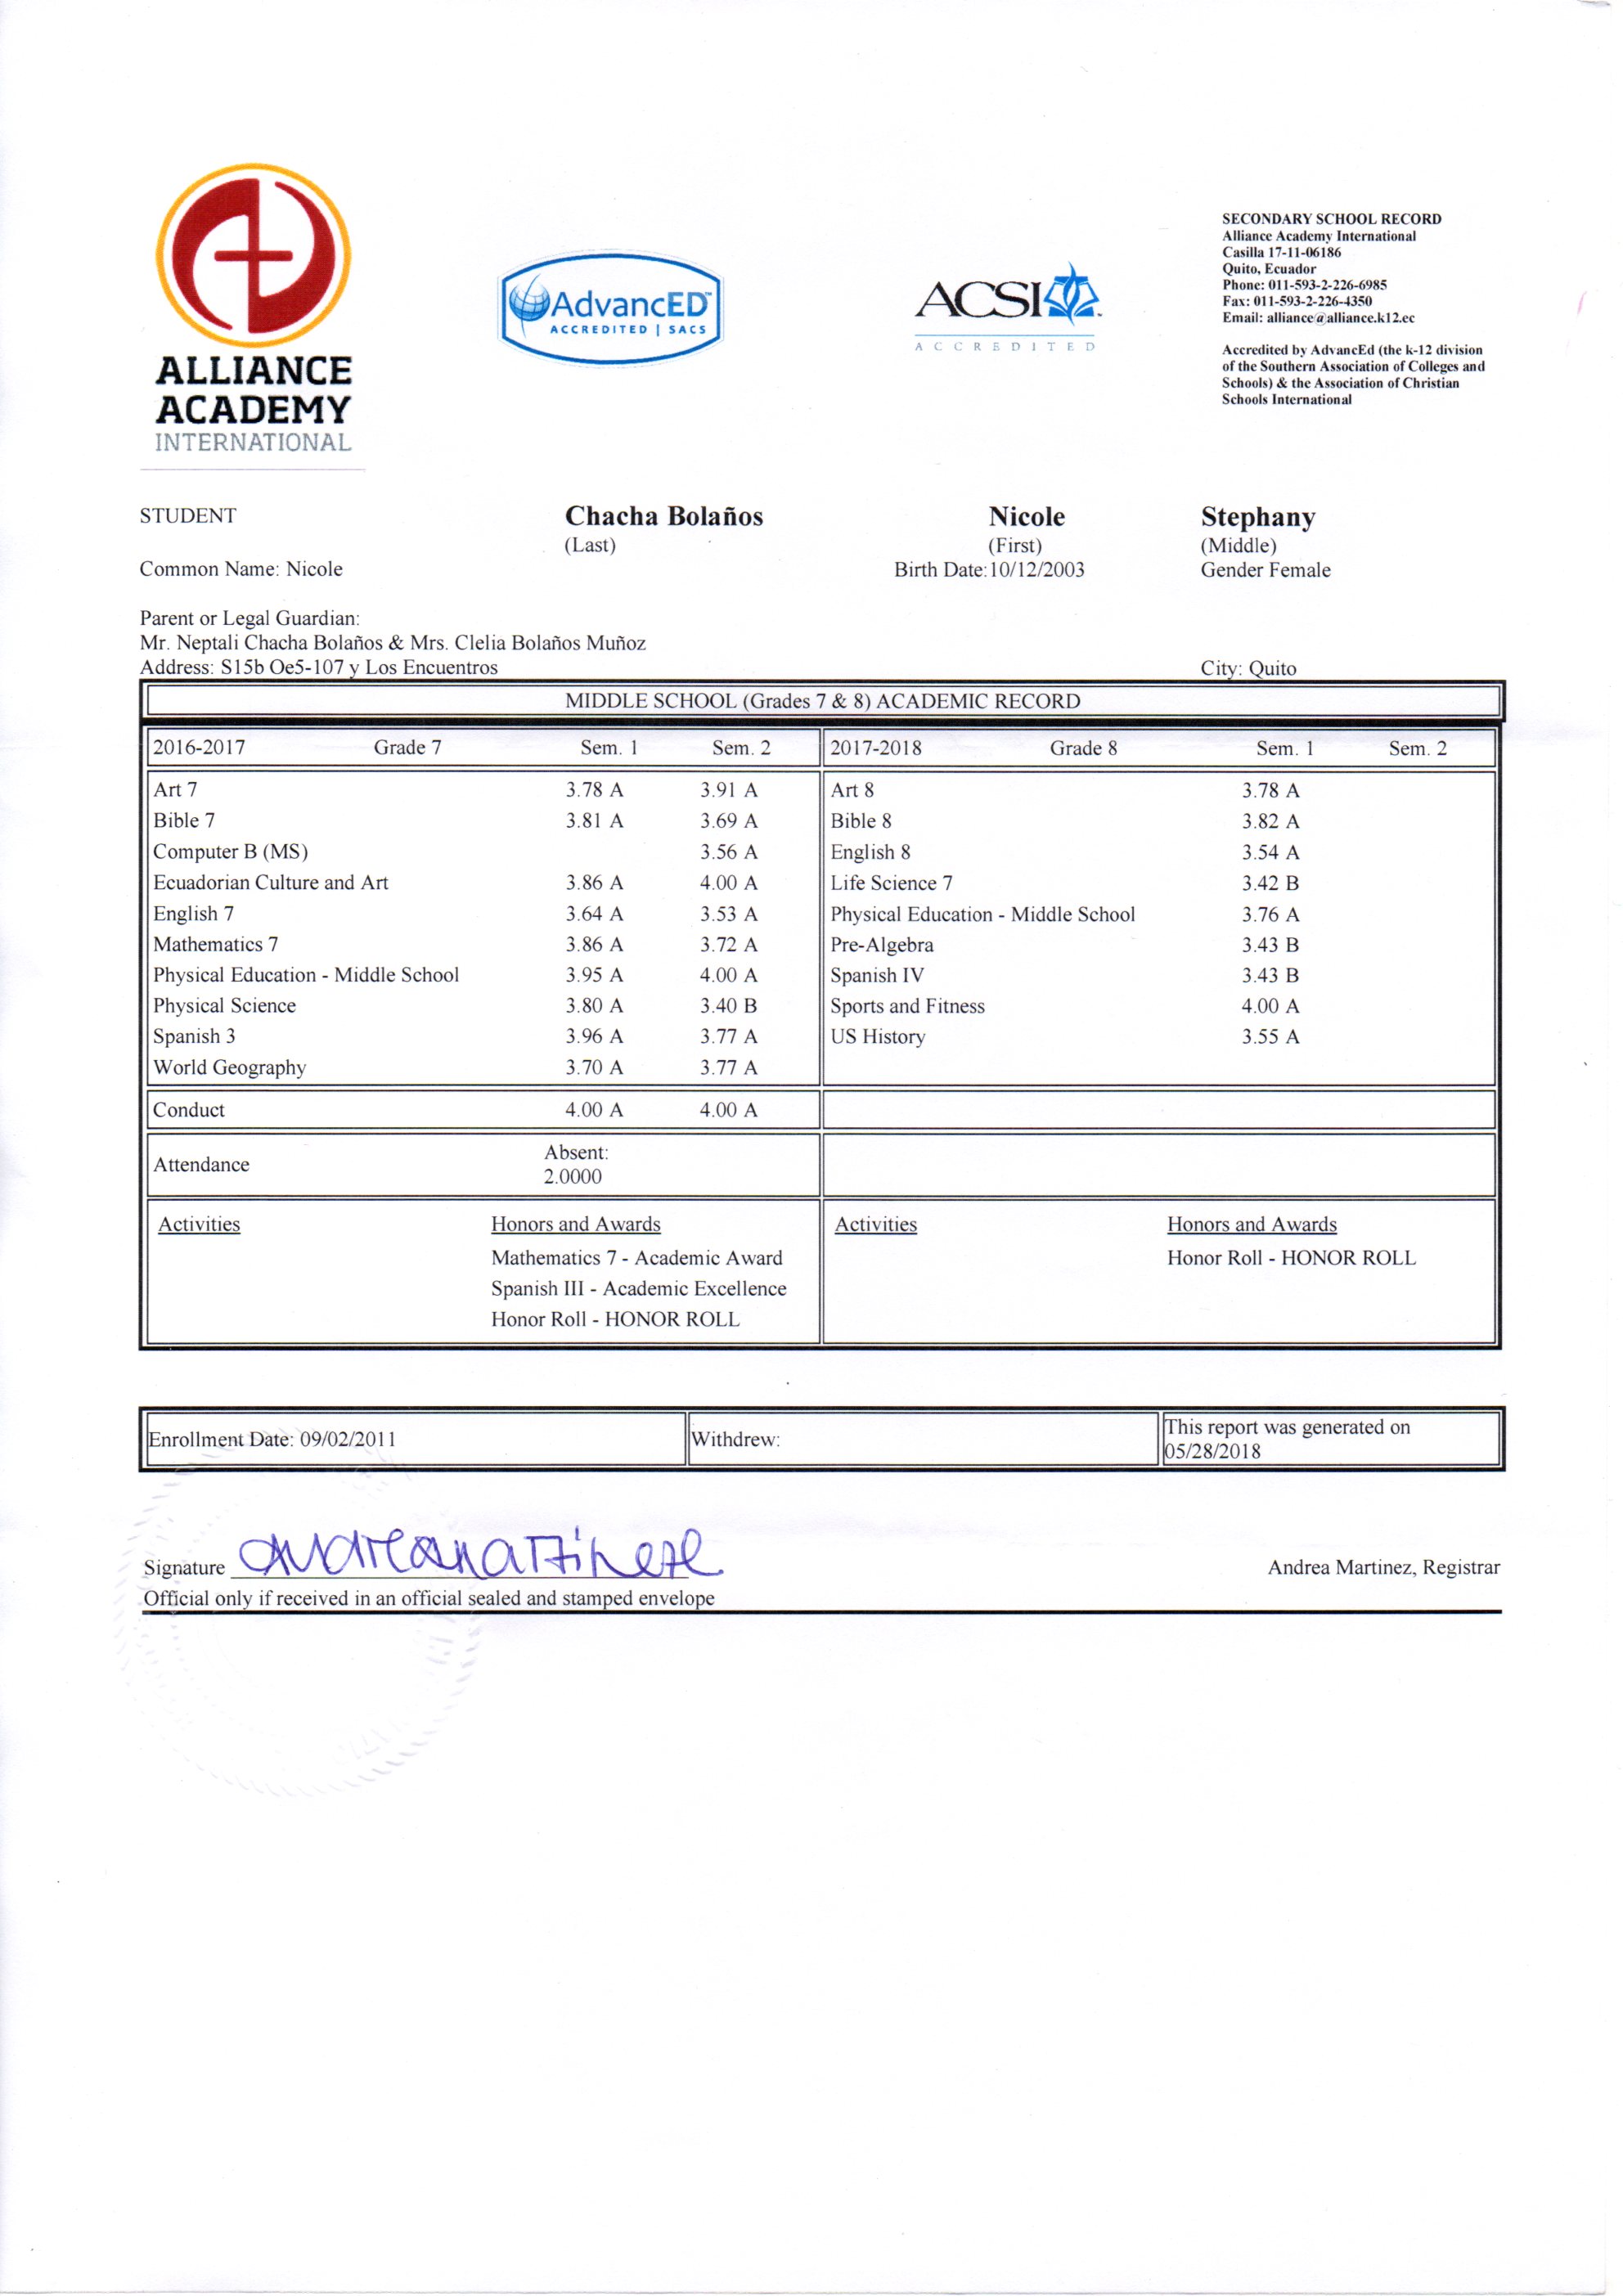 ALLIANCE
ACADEMY
INTERNATIONAL
AdvancED™
ACCREDITED | SACS
ACSI
ACCREDITED
SECONDARY SCHOOL RECORD
Alliance Academy International
Casilla 17-11-06186
Quito, Ecuador
Phone: 011-593-2-226-6985
Fax: 011-593-2-226-4350
Email: alliance@alliance.k12.ec
Accredited by AdvancEd (the k-12 division
of the Southern Association of Colleges and
Schools) & the Association of Christian
Schools International
STUDENT Chacha Bolaños Nicole Stephany
(Last) (First) (Middle)
Common Name: Nicole Birth Date:10/12/2003 Gender Female
Parent or Legal Guardian:
Mr. Neptali Chacha Bolaños & Mrs. Clelia Bolaños Muñoz
Address: S15b Oe5-107 y Los Encuentros City: Quito
MIDDLE SCHOOL (Grades 7 & 8) ACADEMIC RECORD
2016-2017 Grade 7 Sem. 1 Sem. 2 2017-2018 Grade 8 Sem. 1 Sem. 2
Art 7 3.78 A 3.91 A Art 8 3.78 A
Bible 7 3.81 A 3.69 A Bible 8 3.82 A
Computer B (MS) 3.56 A English 8 3.54 A
Ecuadorian Culture and Art 3.86 A 4.00 A Life Science 7 3.42 B
English 7 3.64 A 3.53 A Physical Education - Middle School 3.76 A
Mathematics 7 3.86 A 3.72 A Pre-Algebra 3.43 B
Physical Education - Middle School 3.95 A 4.00 A Spanish IV 3.43 B
Physical Science 3.80 A 3.40 B Sports and Fitness 4.00 A
Spanish 3 3.96 A 3.77 A US History 3.55 A
World Geography 3.70 A 3.77 A
Conduct 4.00 A 4.00 A
Attendance Absent:
2.0000
Activities Honors and Awards Activities Honors and Awards
Mathematics 7 - Academic Award Honor Roll - HONOR ROLL
Spanish III - Academic Excellence
Honor Roll - HONOR ROLL
Enrollment Date: 09/02/2011 Withdrew: This report was generated on
05/28/2018
Signature Andrea Martinez, Registrar
Official only if received in an official sealed and stamped envelope